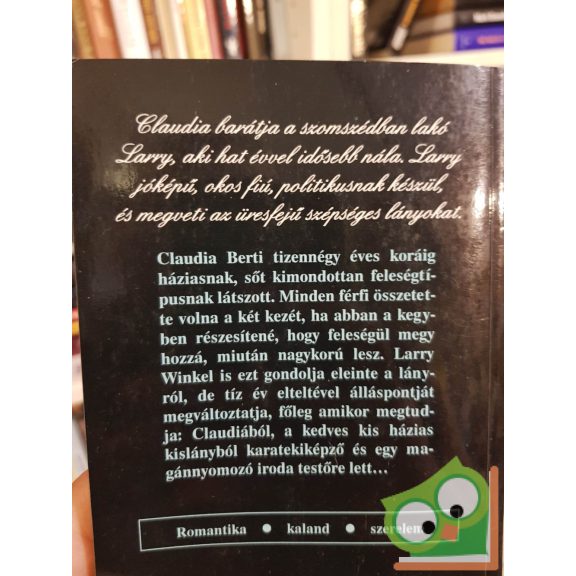 Claudia barátja a szomszédban lakó
Larry, aki hat évvel idősebb nála. Larry
jóképű, okos fiú, politikusnak készül,
és megveti az üresfejű szépséges lányokat.
Claudia Berti tizennégy éves koráig
háziasnak, sőt kimondottan feleségtí-
pusnak látszott. Minden férfi összetet-
te volna a két kezét, ha abban a kegy-
ben részesítené, hogy feleségül megy
hozzá, miután nagykorú lesz. Larry
Winkel is ezt gondolja eleinte a lány-
ról, de tíz év elteltével álláspontját
megváltoztatja, főleg amikor megtud-
ja: Claudiából, a kedves kis házias
kislányból karatekiképző és egy ma-
gánnyomozó iroda testőre lett...
Romantika • kaland • szerelem